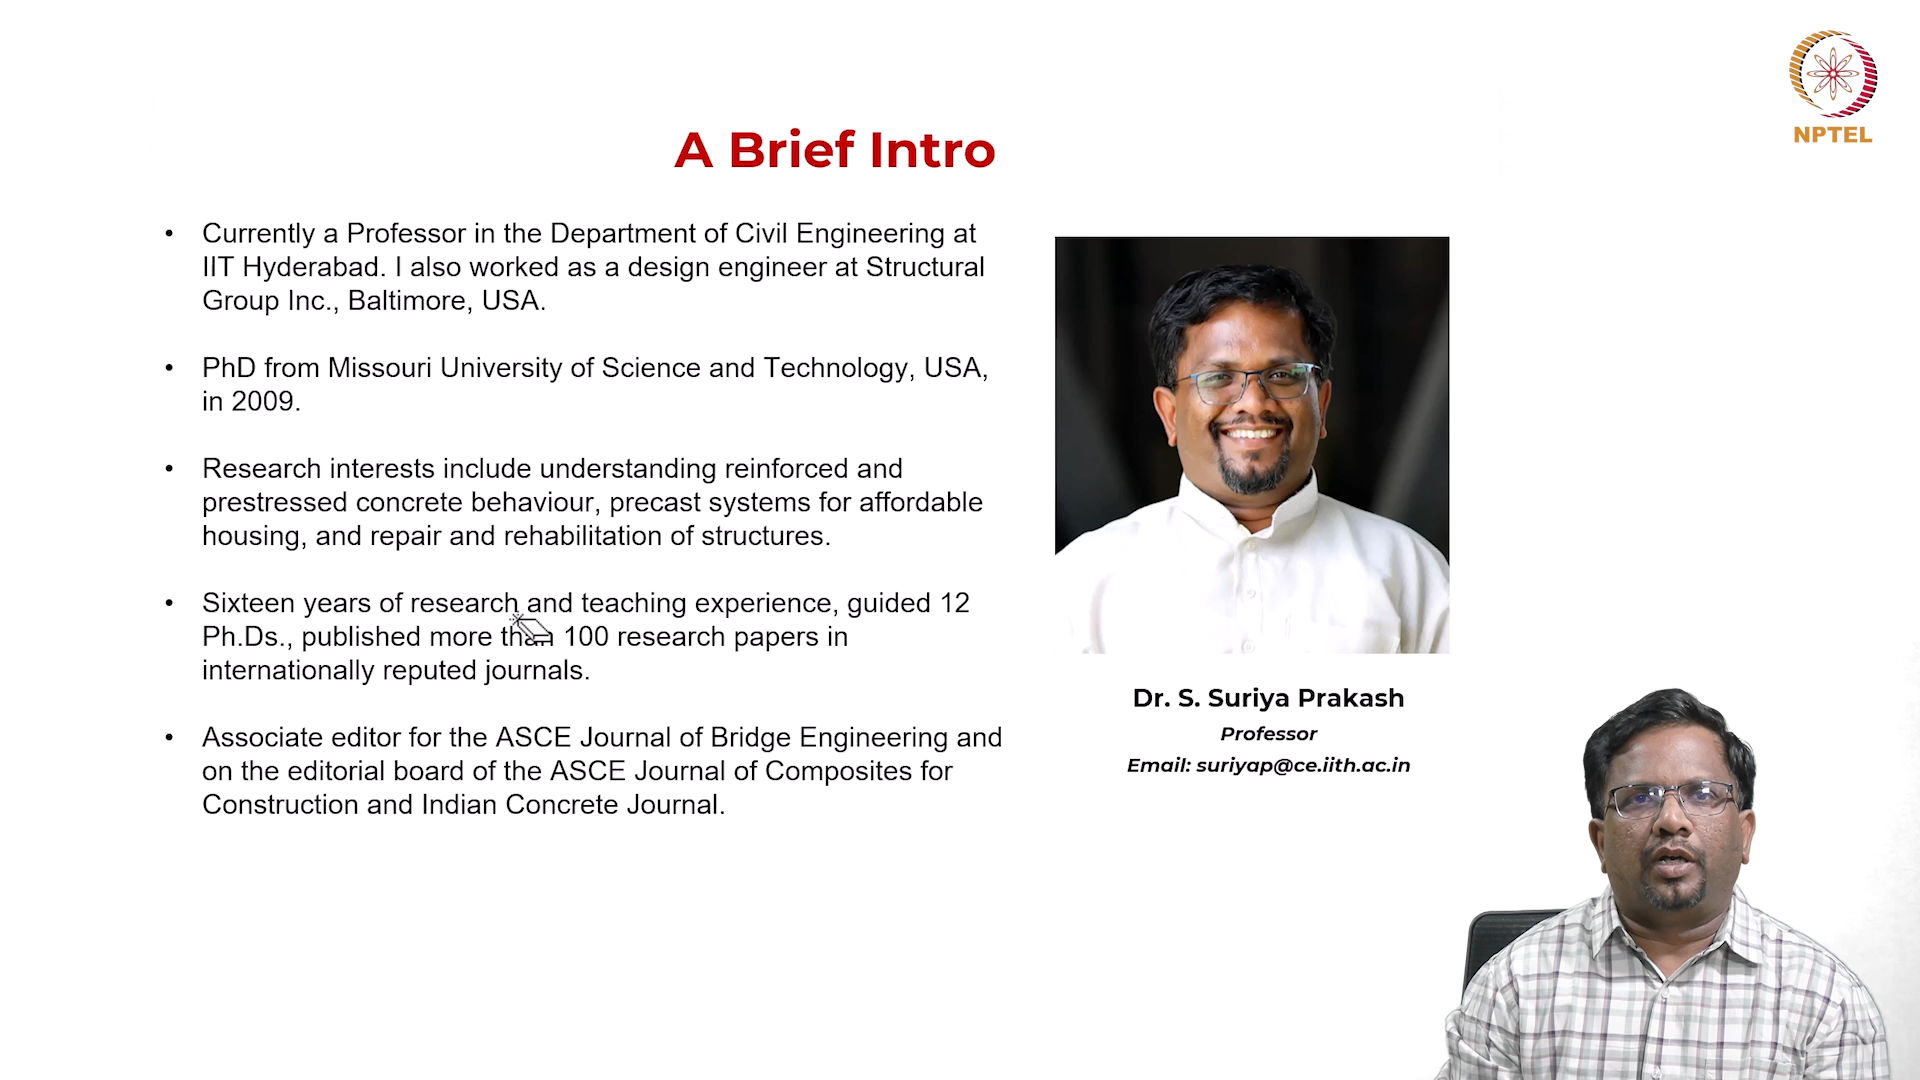 NPTEL
A Brief Intro
• Currently a Professor in the Department of Civil Engineering at
IIT Hyderabad. I also worked as a design engineer at Structural
Group Inc., Baltimore, USA.
• PhD from Missouri University of Science and Technology, USA,
in 2009.
• Research interests include understanding reinforced and
prestressed concrete behaviour, precast systems for affordable
housing, and repair and rehabilitation of structures.
• Sixteen years of research and teaching experience, guided 12
Ph.Ds., published more than 100 research papers in
internationally reputed journals.
• Associate editor for the ASCE Journal of Bridge Engineering and
on the editorial board of the ASCE Journal of Composites for
Construction and Indian Concrete Journal.
Dr. S. Suriya Prakash
Professor
Email: suriyap@ce.iith.ac.in